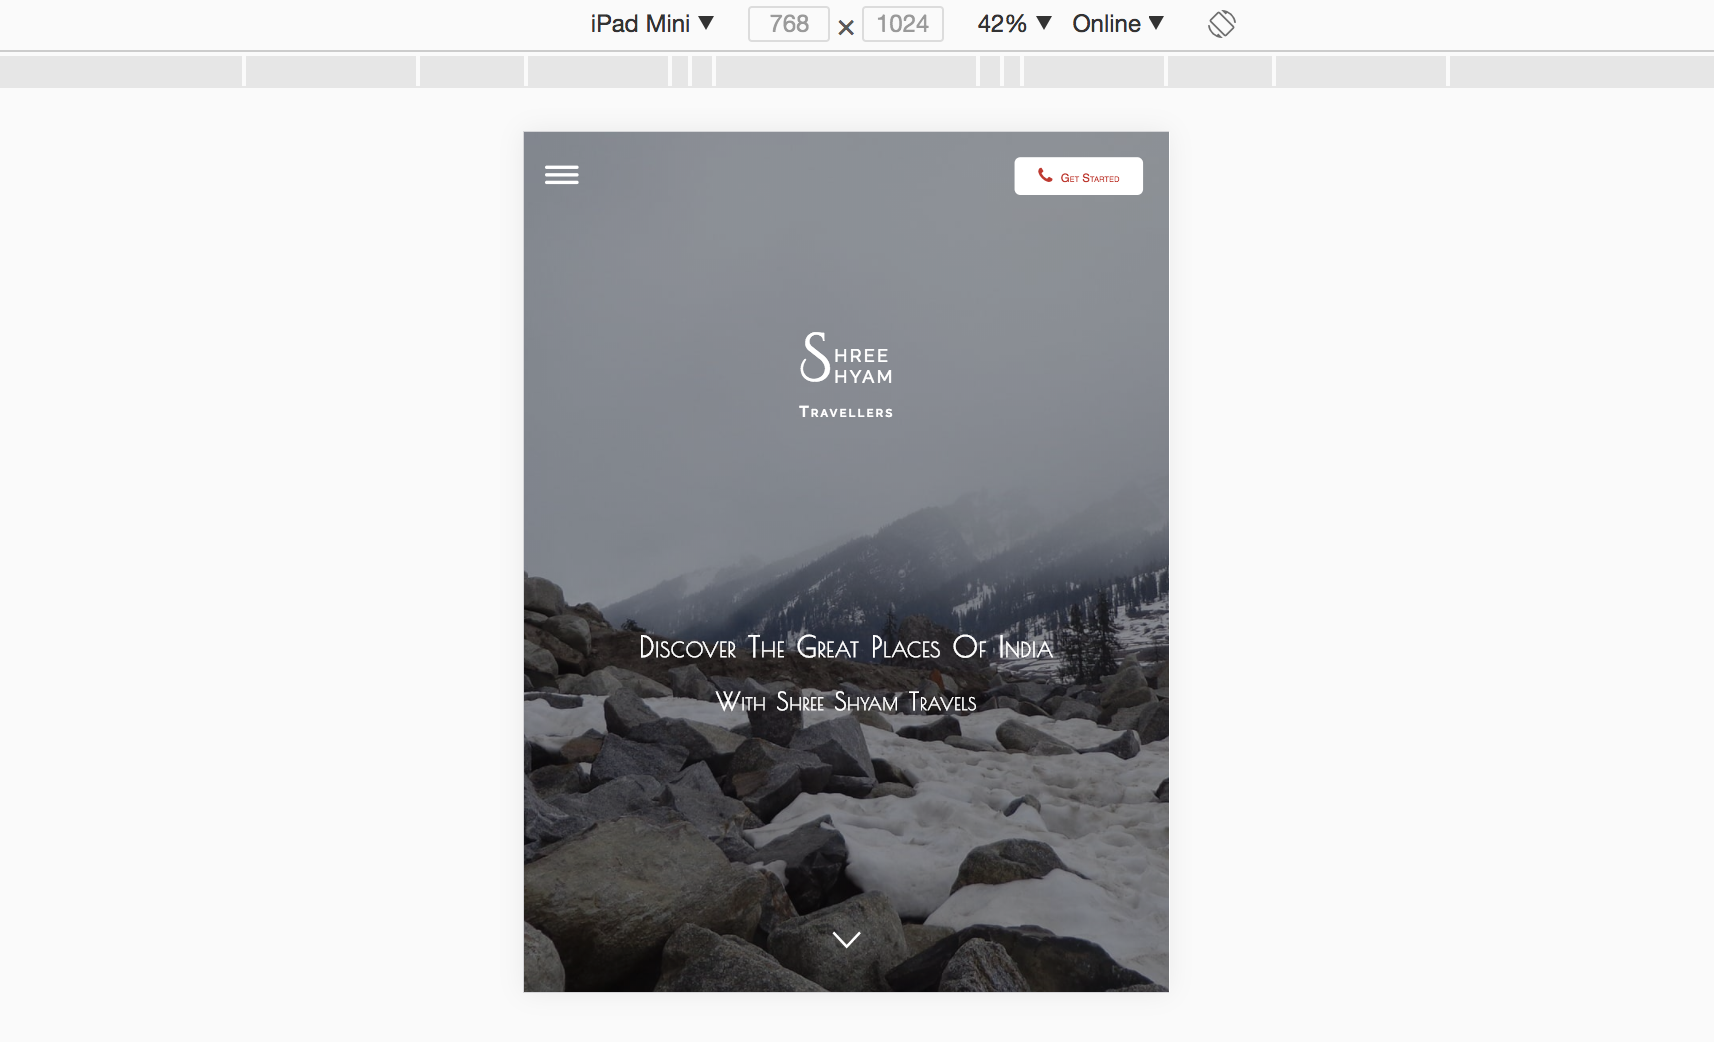 iPad Mini ▼ 768 × 1024 42% ▼ Online ▼
Get Started
Shree
Shyam
Travellers
Discover The Great Places Of India
With Shree Shyam Travels